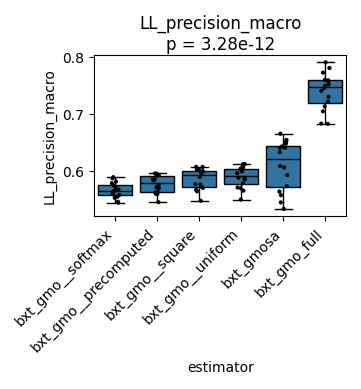 LL_precision_macro
p = 3.28e-12
LL_precision_macro
0.8
0.7
0.6
bxt_gmo__softmax
bxt_gmo__precomputed
bxt_gmo__square
bxt_gmo__uniform
bxt_gmosa
bxt_gmo_full
estimator